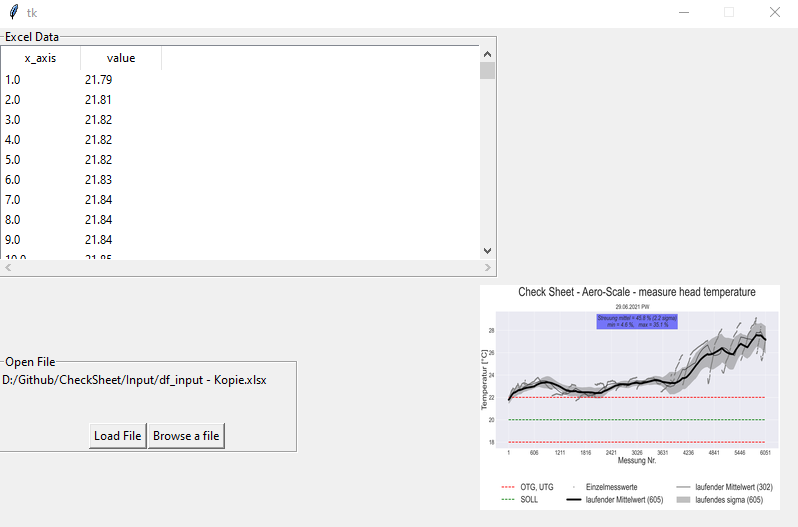 tk
Excel Data
x_axis value
1.0 21.79
2.0 21.81
3.0 21.82
4.0 21.82
5.0 21.82
6.0 21.83
7.0 21.84
8.0 21.84
9.0 21.84
10.0 21.85
Check Sheet - Aero-Scale - measure head temperature
29.06.2021 PW
Streuung mittel = 45.8 % (2.2 sigma)
min = 4.6 %, max = 33.1 %
Temperatur [°C]
28
26
24
22
20
18
1 606 1211 1816 2421 3026 3631 4236 4841 5446 6051
Messung Nr.
OTG, UTG Einzelmesswerte laufender Mittelwert (302)
SOLL laufender Mittelwert (605) laufendes sigma (605)
Open File
D:/Github/CheckSheet/Input/df_input - Kopie.xlsx
Load File Browse a file